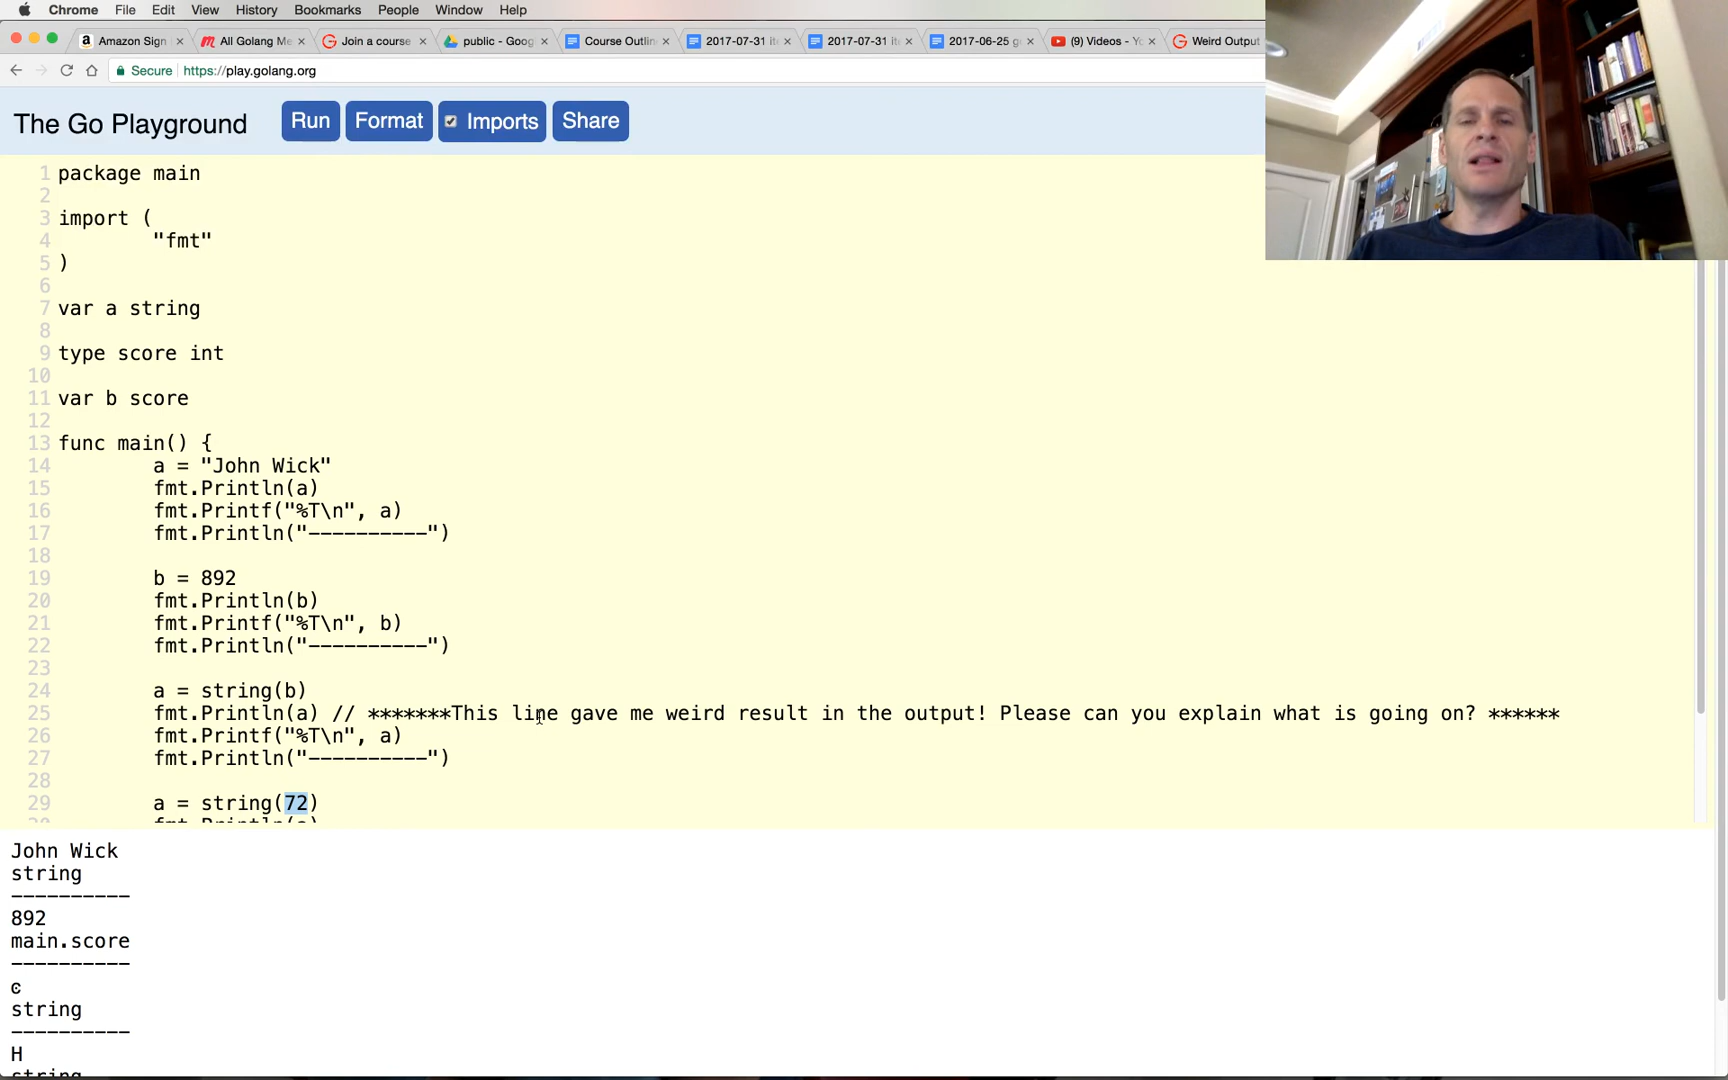 Chrome File Edit View History Bookmarks People Window Help
Amazon Sign All Golang Me Join a course public - Goog Course Outlin 2017-07-31 it 2017-07-31 it 2017-06-25 g (9) Videos - Yo Weird Output
Secure https://play.golang.org
The Go Playground Run Format Imports Share
1 package main
2
3 import (
4 "fmt"
5 )
6
7 var a string
8
9 type score int
10
11 var b score
12
13 func main() {
14 a = "John Wick"
15 fmt.Println(a)
16 fmt.Printf("%T\n", a)
17 fmt.Println("----------")
18
19 b = 892
20 fmt.Println(b)
21 fmt.Printf("%T\n", b)
22 fmt.Println("----------")
23
24 a = string(b)
25 fmt.Println(a) // *******This line gave me weird result in the output! Please can you explain what is going on? ******
26 fmt.Printf("%T\n", a)
27 fmt.Println("----------")
28
29 a = string(72)
30 fmt.Println(a)
John Wick
string
----------
892
main.score
----------
ͼ
string
----------
H
string